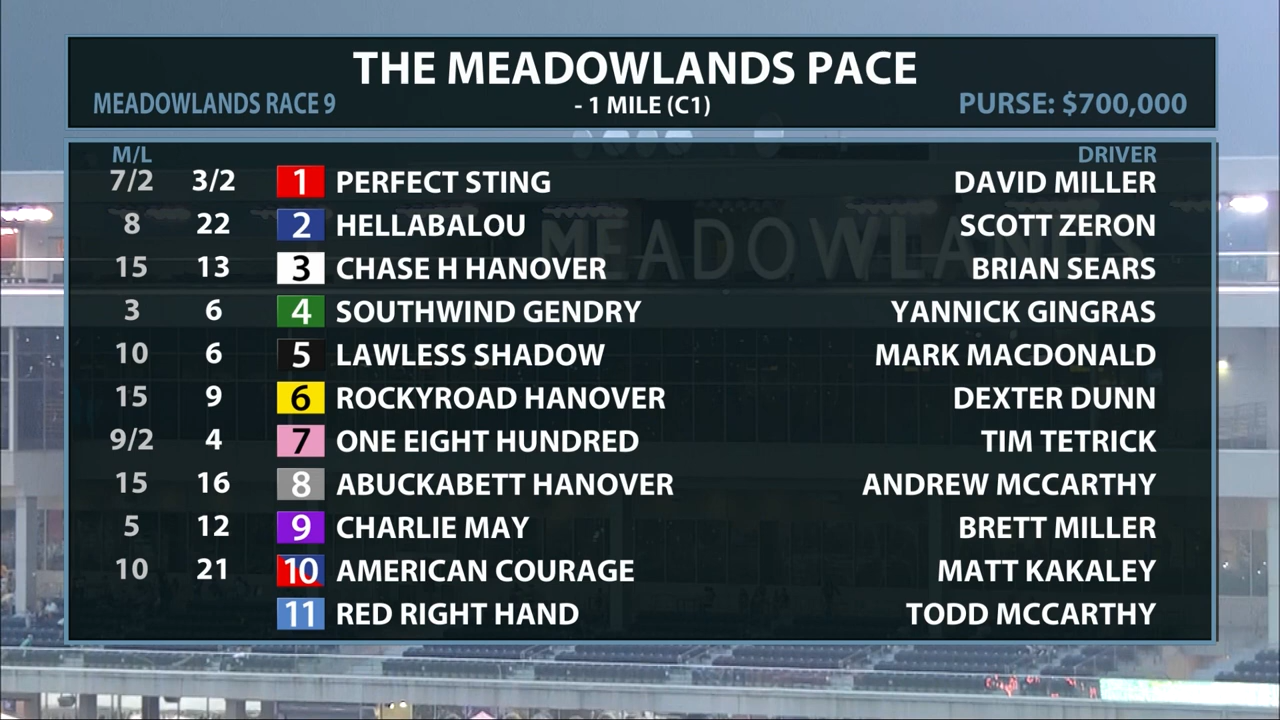 THE MEADOWLANDS PACE
MEADOWLANDS RACE 9 - 1 MILE (C1) PURSE: $700,000
M/L DRIVER
7/2 3/2 1 PERFECT STING DAVID MILLER
8 22 2 HELLABALOU SCOTT ZERON
15 13 3 CHASE H HANOVER BRIAN SEARS
3 6 4 SOUTHWIND GENDRY YANNICK GINGRAS
10 6 5 LAWLESS SHADOW MARK MACDONALD
15 9 6 ROCKYROAD HANOVER DEXTER DUNN
9/2 4 7 ONE EIGHT HUNDRED TIM TETRICK
15 16 8 ABUCKABETT HANOVER ANDREW MCCARTHY
5 12 9 CHARLIE MAY BRETT MILLER
10 21 10 AMERICAN COURAGE MATT KAKALEY
11 RED RIGHT HAND TODD MCCARTHY
MEADOWLANDS